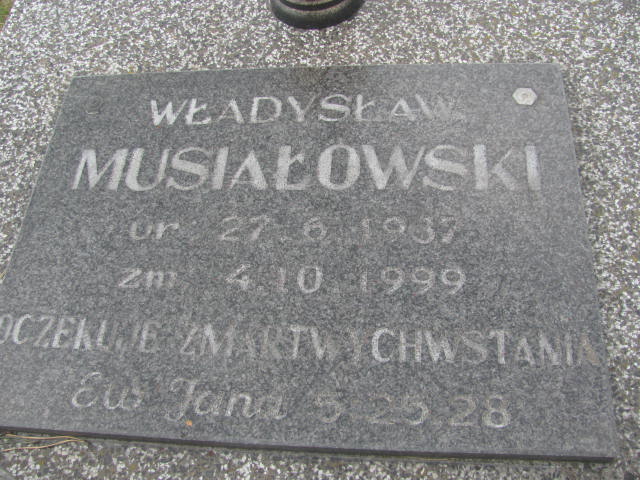 WŁADYSŁAW
MUSIAŁOWSKI
ur 27.6.1937
zm 4.10.1999
OCZEKUJE ZMARTWYCHWSTANIA
Ew Jana 5.25.28